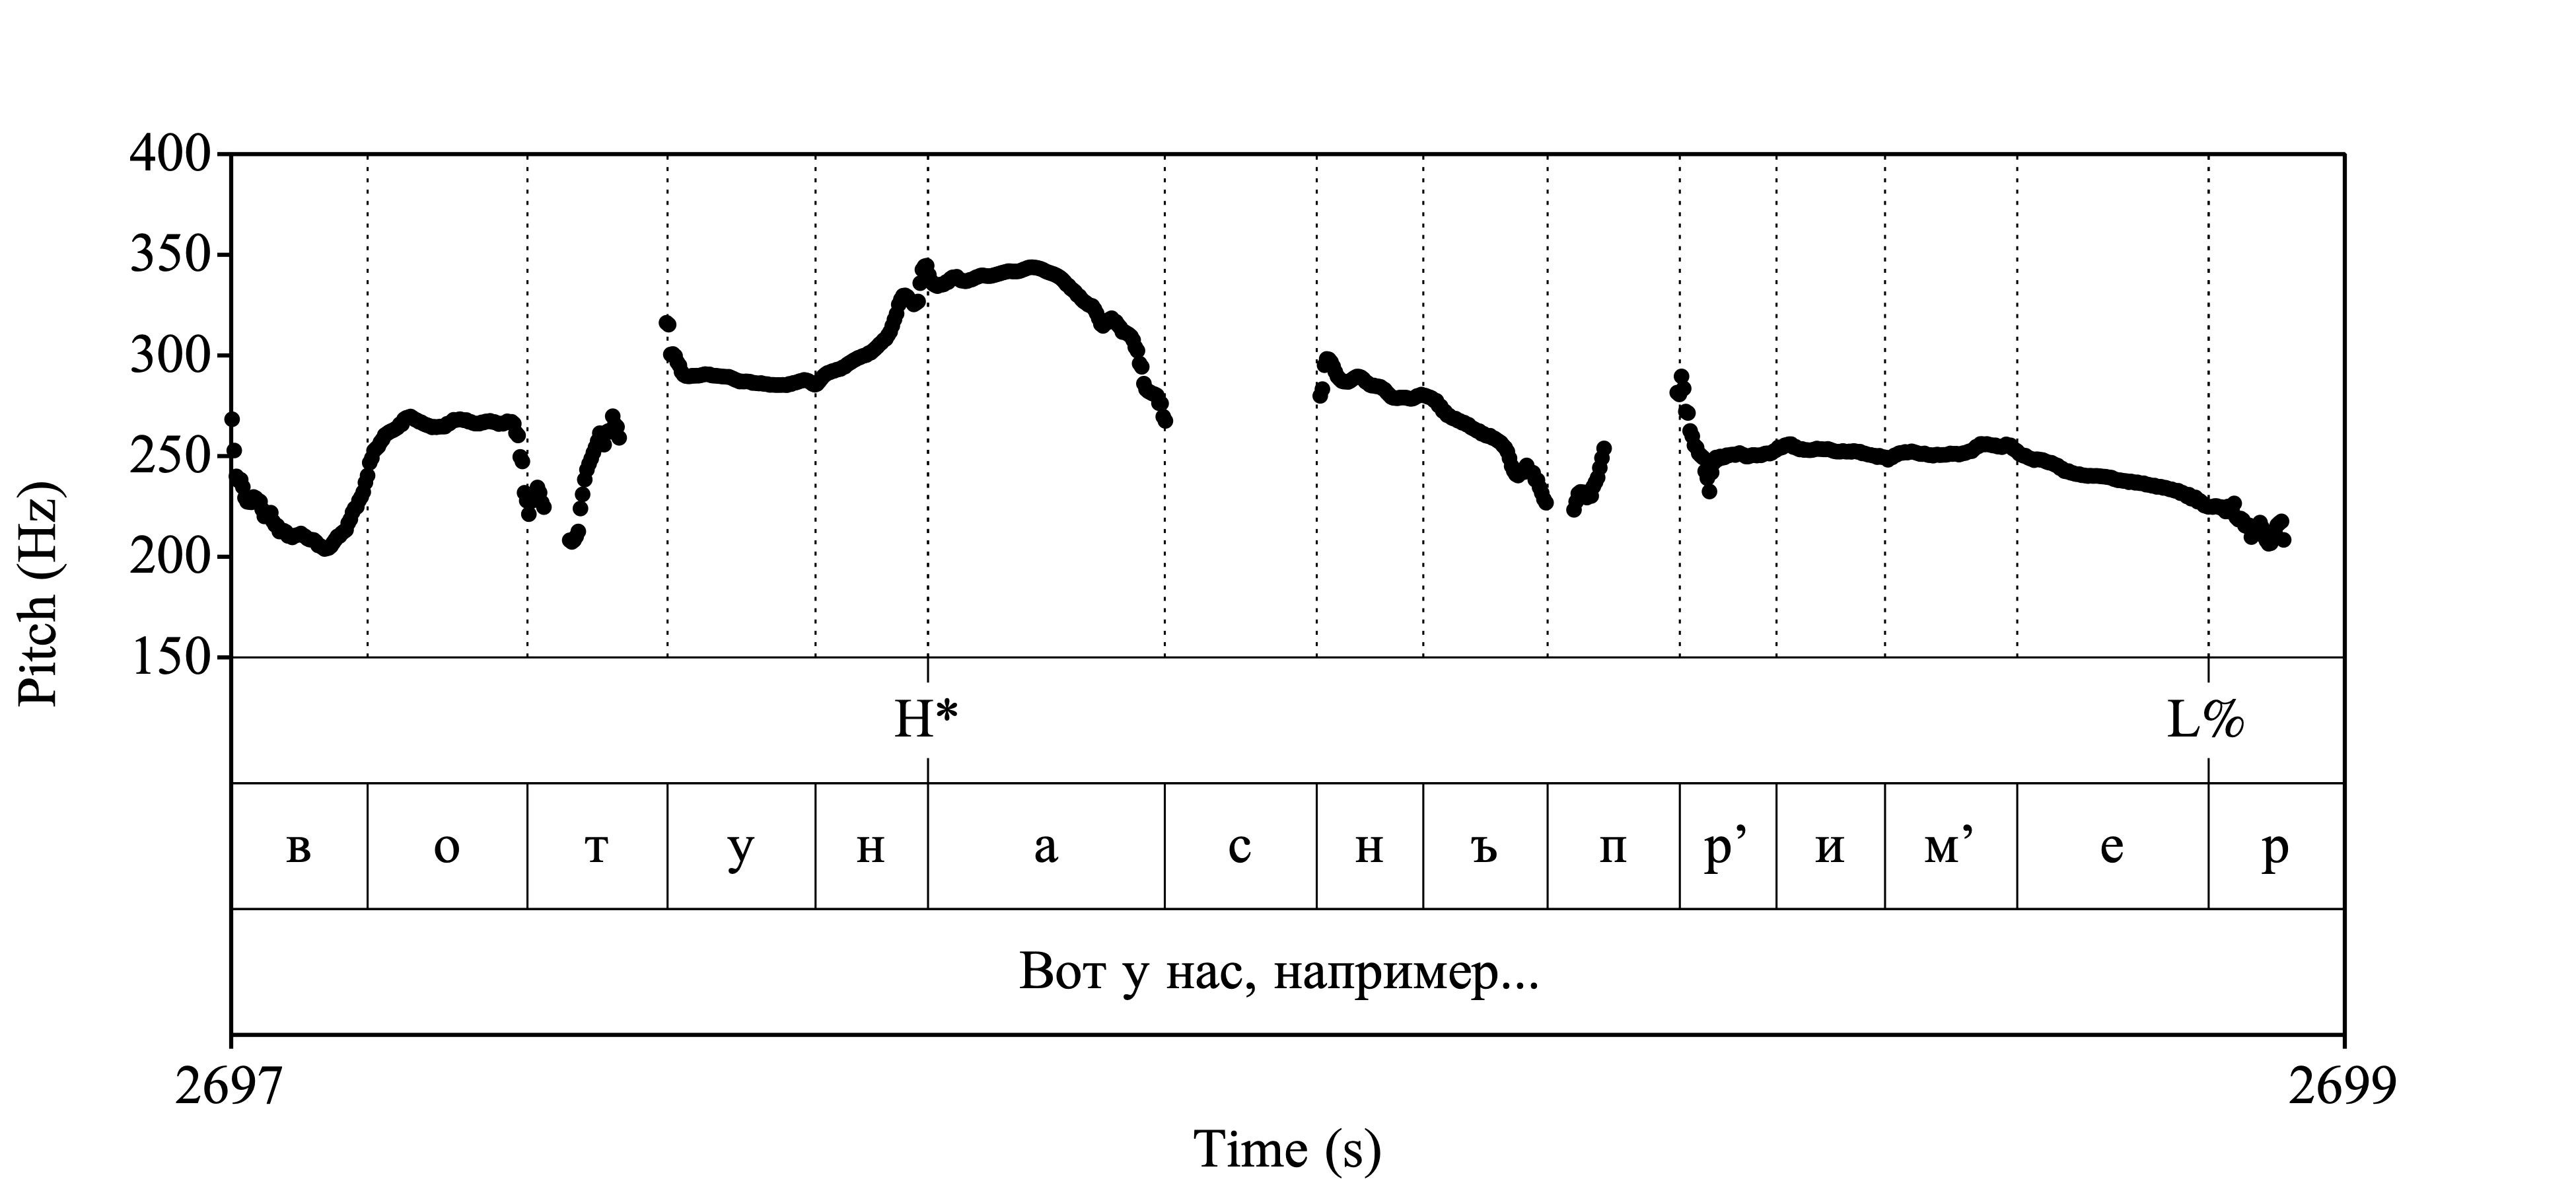 400
350
300
250
200
150
Pitch (Hz)
H* L%
в о т у н а с н ъ п р’ и м’ е р
Вот у нас, например...
2697 2699
Time (s)